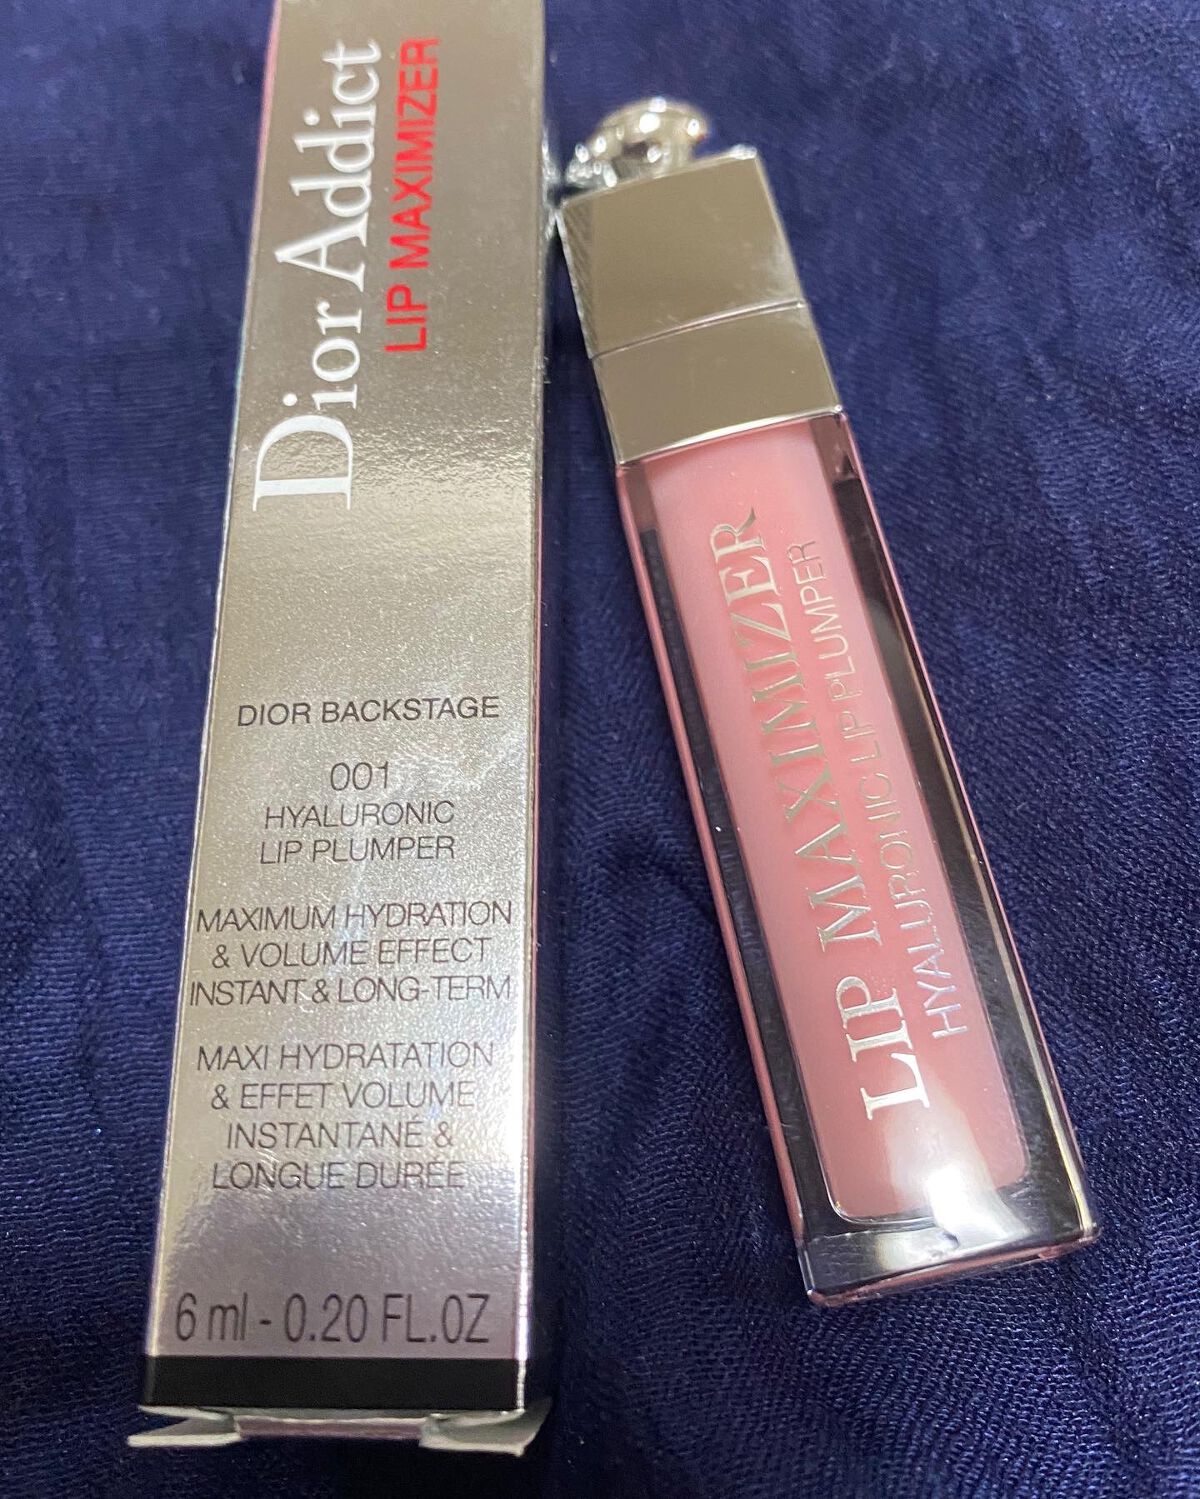 Dior Addict
LIP MAXIMIZER
DIOR BACKSTAGE
001
HYALURONIC
LIP PLUMPER
MAXIMUM HYDRATION
& VOLUME EFFECT
INSTANT & LONG-TERM
MAXI HYDRATATION
& EFFET VOLUME
INSTANTANÉ &
LONGUE DURÉE
6 ml - 0.20 FL.OZ
LIP MAXIMIZER
HYALURONIC LIP PLUMPER